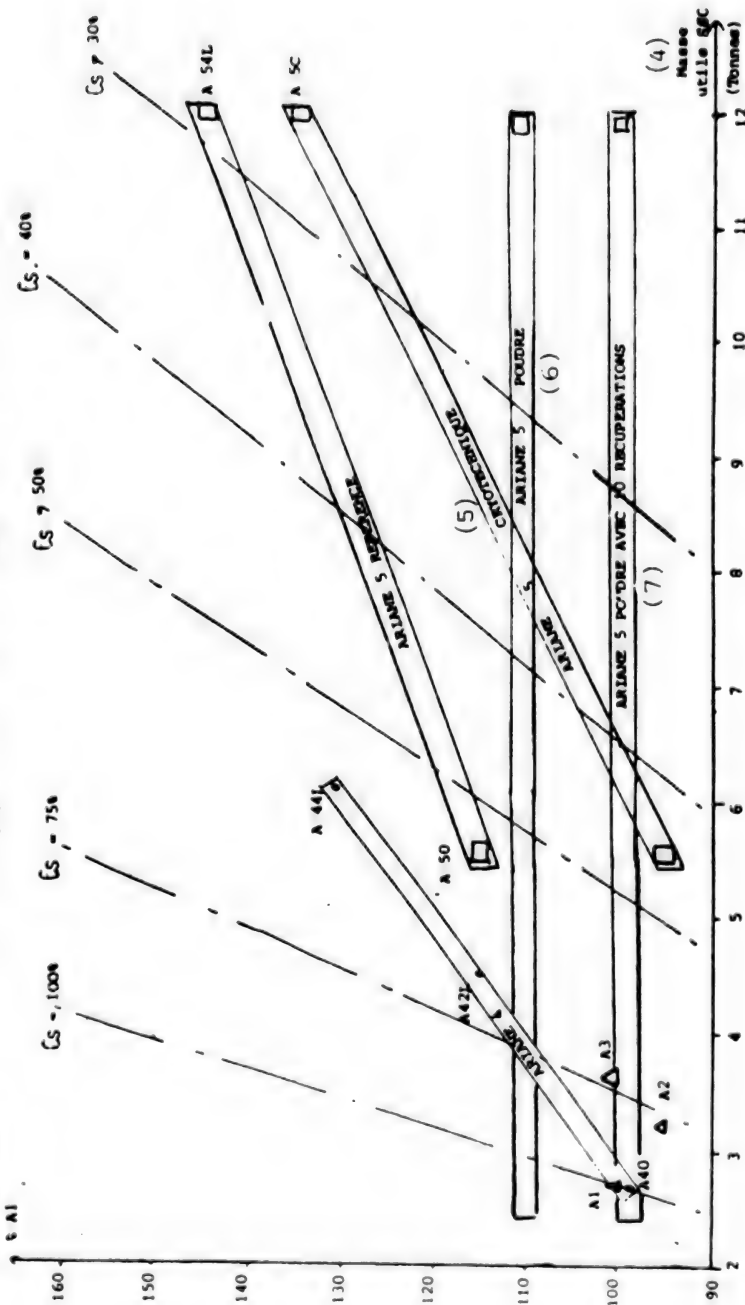 % A1
160
150
140
130
120
110
100
90
2
3
4
5
6
7
8
9
10
11
12
(4)
Masse
utile
(Tonnes)
Cs = 100%
Cs = 75%
Cs = 50%
Cs = 40%
Cs = 30%
A1
A40
A2
A3
A42L
ARIANE 4
A 44L
A 50
ARIANE 5 REFERENCE
A 54L
ARIANE 5 CRYOTECHNIQUE
(5)
A 5C
ARIANE 5 POUDRE
(6)
ARIANE 5 POUDRE AVEC RECUPERATIONS
(7)